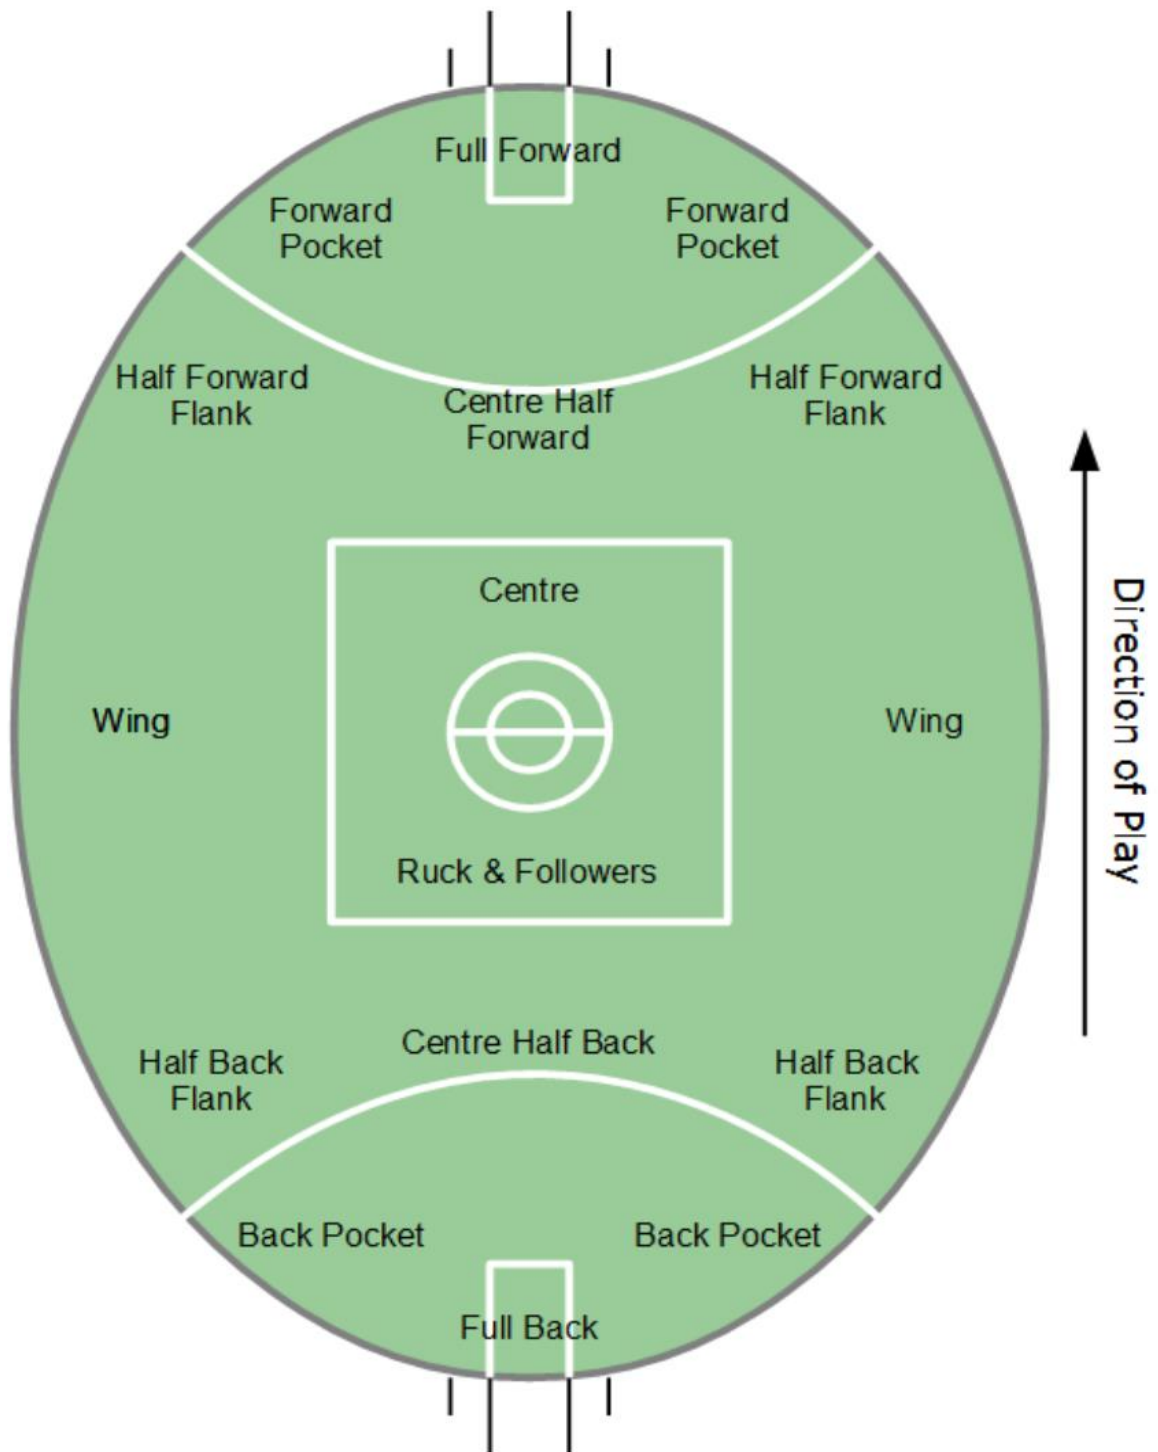 Full Forward
Forward
Pocket
Forward
Pocket
Half Forward
Flank
Centre Half
Forward
Half Forward
Flank
Centre
Wing
Wing
Ruck & Followers
Direction of Play
Half Back
Flank
Centre Half Back
Half Back
Flank
Back Pocket
Back Pocket
Full Back